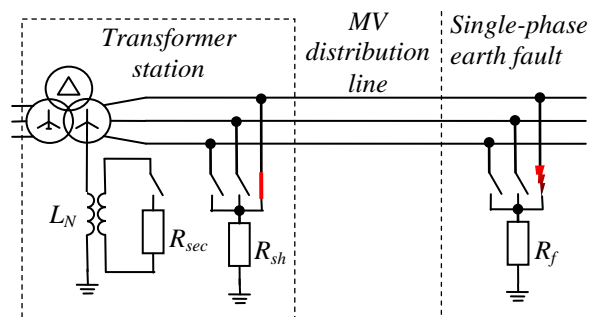 Transformer
station
MV
distribution
line
Single-phase
earth fault
L_N
R_sec
R_sh
R_f